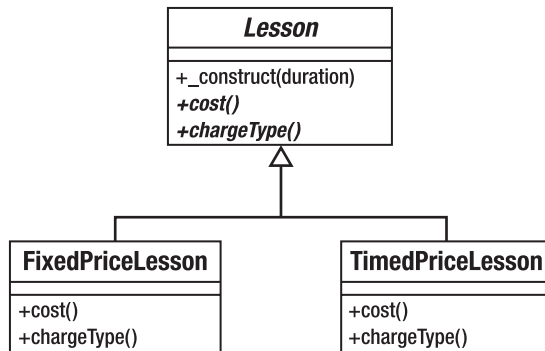 Lesson
+_construct(duration)
+cost()
+chargeType()
FixedPriceLesson
+cost()
+chargeType()
TimedPriceLesson
+cost()
+chargeType()